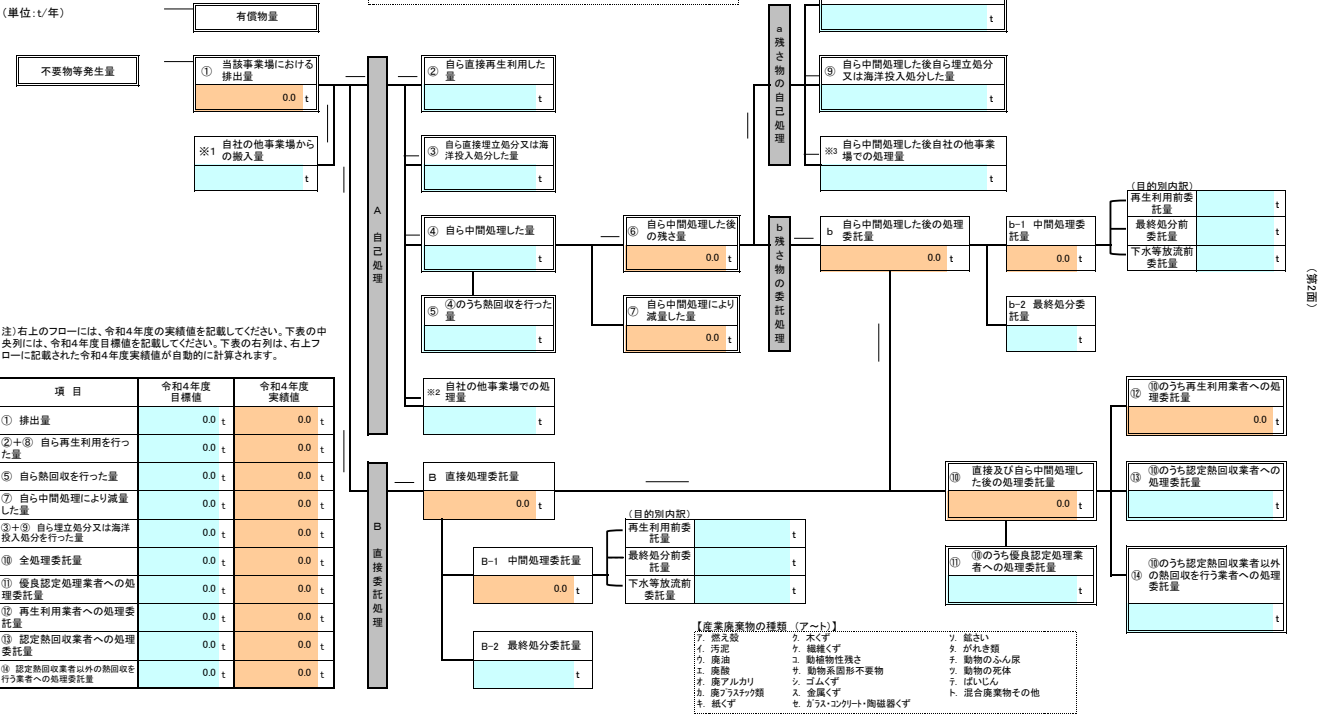 (単位:t/年)
有償物量
不要物等発生量
① 当該事業場における
排出量
0.0 t
※1 自社の他事業場から
の搬入量
t
A
自己処理
② 自ら直接再生利用した
量
t
③ 自ら直接埋立処分又は海
洋投入処分した量
t
④ 自ら中間処理した量
t
⑤ ④のうち熱回収を行った
量
t
※2 自社の他事業場での処
理量
t
⑥ 自ら中間処理した後
の残さ量
0.0 t
⑦ 自ら中間処理により
減量した量
0.0 t
a
残さ物の自己処理
t
⑨ 自ら中間処理した後自ら埋立処分
又は海洋投入処分した量
t
※3 自ら中間処理した後自社の他事業
場での処理量
t
b
残さ物の委託処理
b 自ら中間処理した後の処理
委託量
0.0 t
b-1 中間処理委
託量
0.0 t
b-2 最終処分委
託量
t
(目的別内訳)
再生利用前委
託量
t
最終処分前
委託量
t
下水等放流前
委託量
t
(第2面)
注)右上のフローには、令和4年度の実績値を記載してください。下表の中
央列には、令和4年度目標値を記載してください。下表の右列は、右上フ
ローに記載された令和4年度実績値が自動的に計算されます。
項 目 令和4年度
目標値 令和4年度
実績値
① 排出量 0.0 t 0.0 t
②+⑧ 自ら再生利用を行っ
た量 0.0 t 0.0 t
⑤ 自ら熱回収を行った量 0.0 t 0.0 t
⑦ 自ら中間処理により減量
した量 0.0 t 0.0 t
③+⑨ 自ら埋立処分又は海洋
投入処分を行った量 0.0 t 0.0 t
⑩ 全処理委託量 0.0 t 0.0 t
⑪ 優良認定処理業者への処
理委託量 0.0 t 0.0 t
⑫ 再生利用業者への処理委
託量 0.0 t 0.0 t
⑬ 認定熱回収業者への処理
委託量 0.0 t 0.0 t
⑭ 認定熱回収業者以外の熱回収を
行う業者への処理委託量 0.0 t 0.0 t
B
直接委託処理
B 直接処理委託量
0.0 t
B-1 中間処理委託量
0.0 t
B-2 最終処分委託量
t
(目的別内訳)
再生利用前委
託量
t
最終処分前委
託量
t
下水等放流前
委託量
t
⑩ 直接及び自ら中間処理し
た後の処理委託量
0.0 t
⑪ ⑩のうち優良認定処理業
者への処理委託量
t
⑫ ⑩のうち再生利用業者への処
理委託量
0.0 t
⑬ ⑩のうち認定熱回収業者への
処理委託量
t
⑭ ⑩のうち認定熱回収業者以外
の熱回収を行う業者への処理
委託量
t
【産業廃棄物の種類 (ア~ト)】
ア. 燃え殻 ク. 木くず ソ. 鉱さい
イ. 汚泥 ケ. 繊維くず タ. がれき類
ウ. 廃油 コ. 動植物性残さ チ. 動物のふん尿
エ. 廃酸 サ. 動物系固形不要物 ツ. 動物の死体
オ. 廃アルカリ シ. ゴムくず テ. ばいじん
カ. 廃プラスチック類 ス. 金属くず ト. 混合廃棄物その他
キ. 紙くず セ. ガラス・コンクリート・陶磁器くず